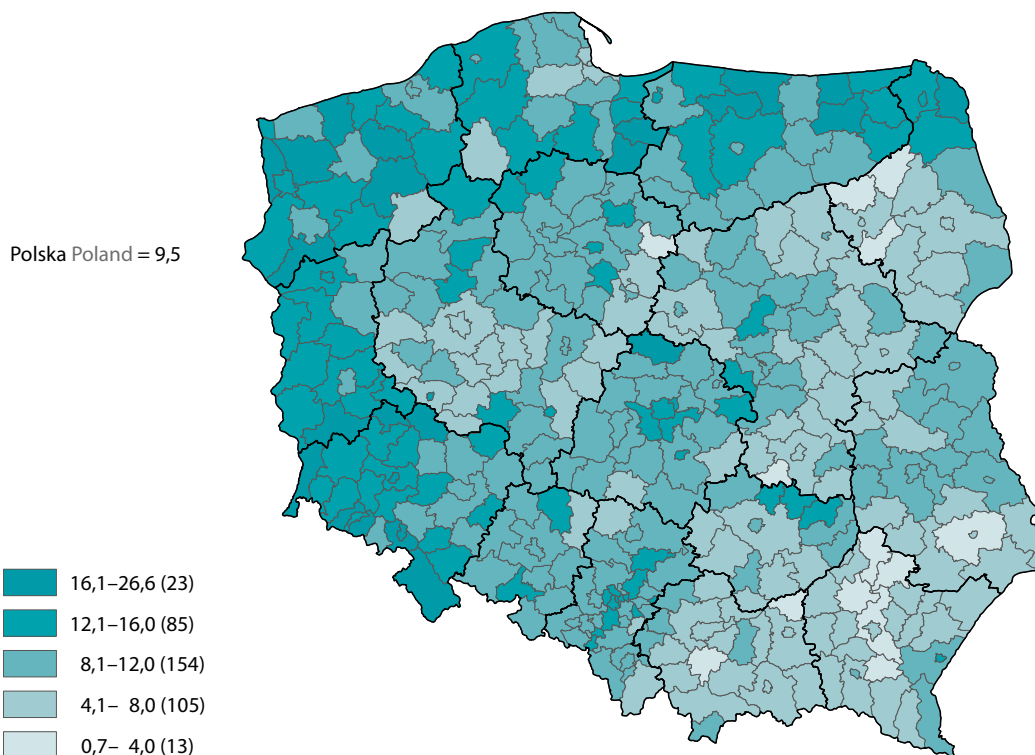 Polska Poland = 9,5
16,1–26,6 (23)
12,1–16,0 (85)
8,1–12,0 (154)
4,1– 8,0 (105)
0,7– 4,0 (13)